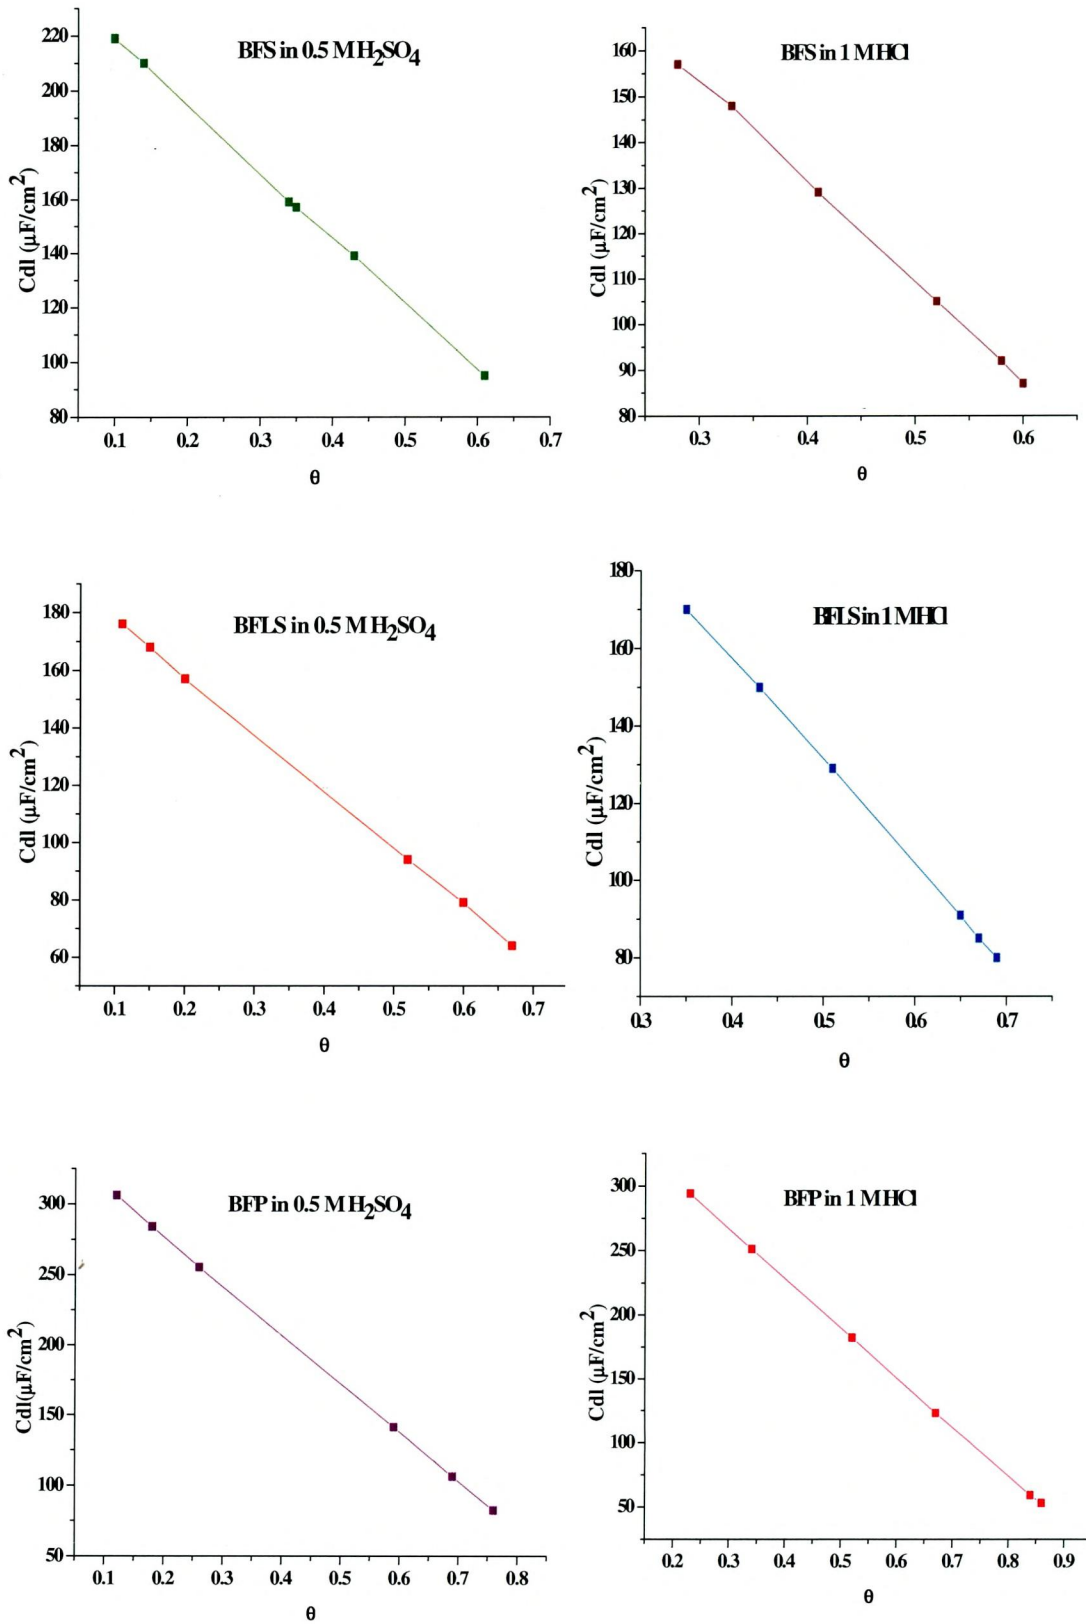 BFS in 0.5 M H2SO4
Cdl (µF/cm2)
220
200
180
160
140
120
100
80
0.1 0.2 0.3 0.4 0.5 0.6 0.7
θ
BFS in 1 MHCl
Cdl (µF/cm2)
160
150
140
130
120
110
100
90
80
0.3 0.4 0.5 0.6
θ
BFLS in 0.5 M H2SO4
Cdl (µF/cm2)
180
160
140
120
100
80
60
0.1 0.2 0.3 0.4 0.5 0.6 0.7
θ
BFLS in 1 MHCl
Cdl (µF/cm2)
180
160
140
120
100
80
0.3 0.4 0.5 0.6 0.7
θ
BFP in 0.5 M H2SO4
Cdl(µF/cm2)
300
250
200
150
100
50
0.1 0.2 0.3 0.4 0.5 0.6 0.7 0.8
θ
BFP in 1 MHCl
Cdl (µF/cm2)
300
250
200
150
100
50
0.2 0.3 0.4 0.5 0.6 0.7 0.8 0.9
θ